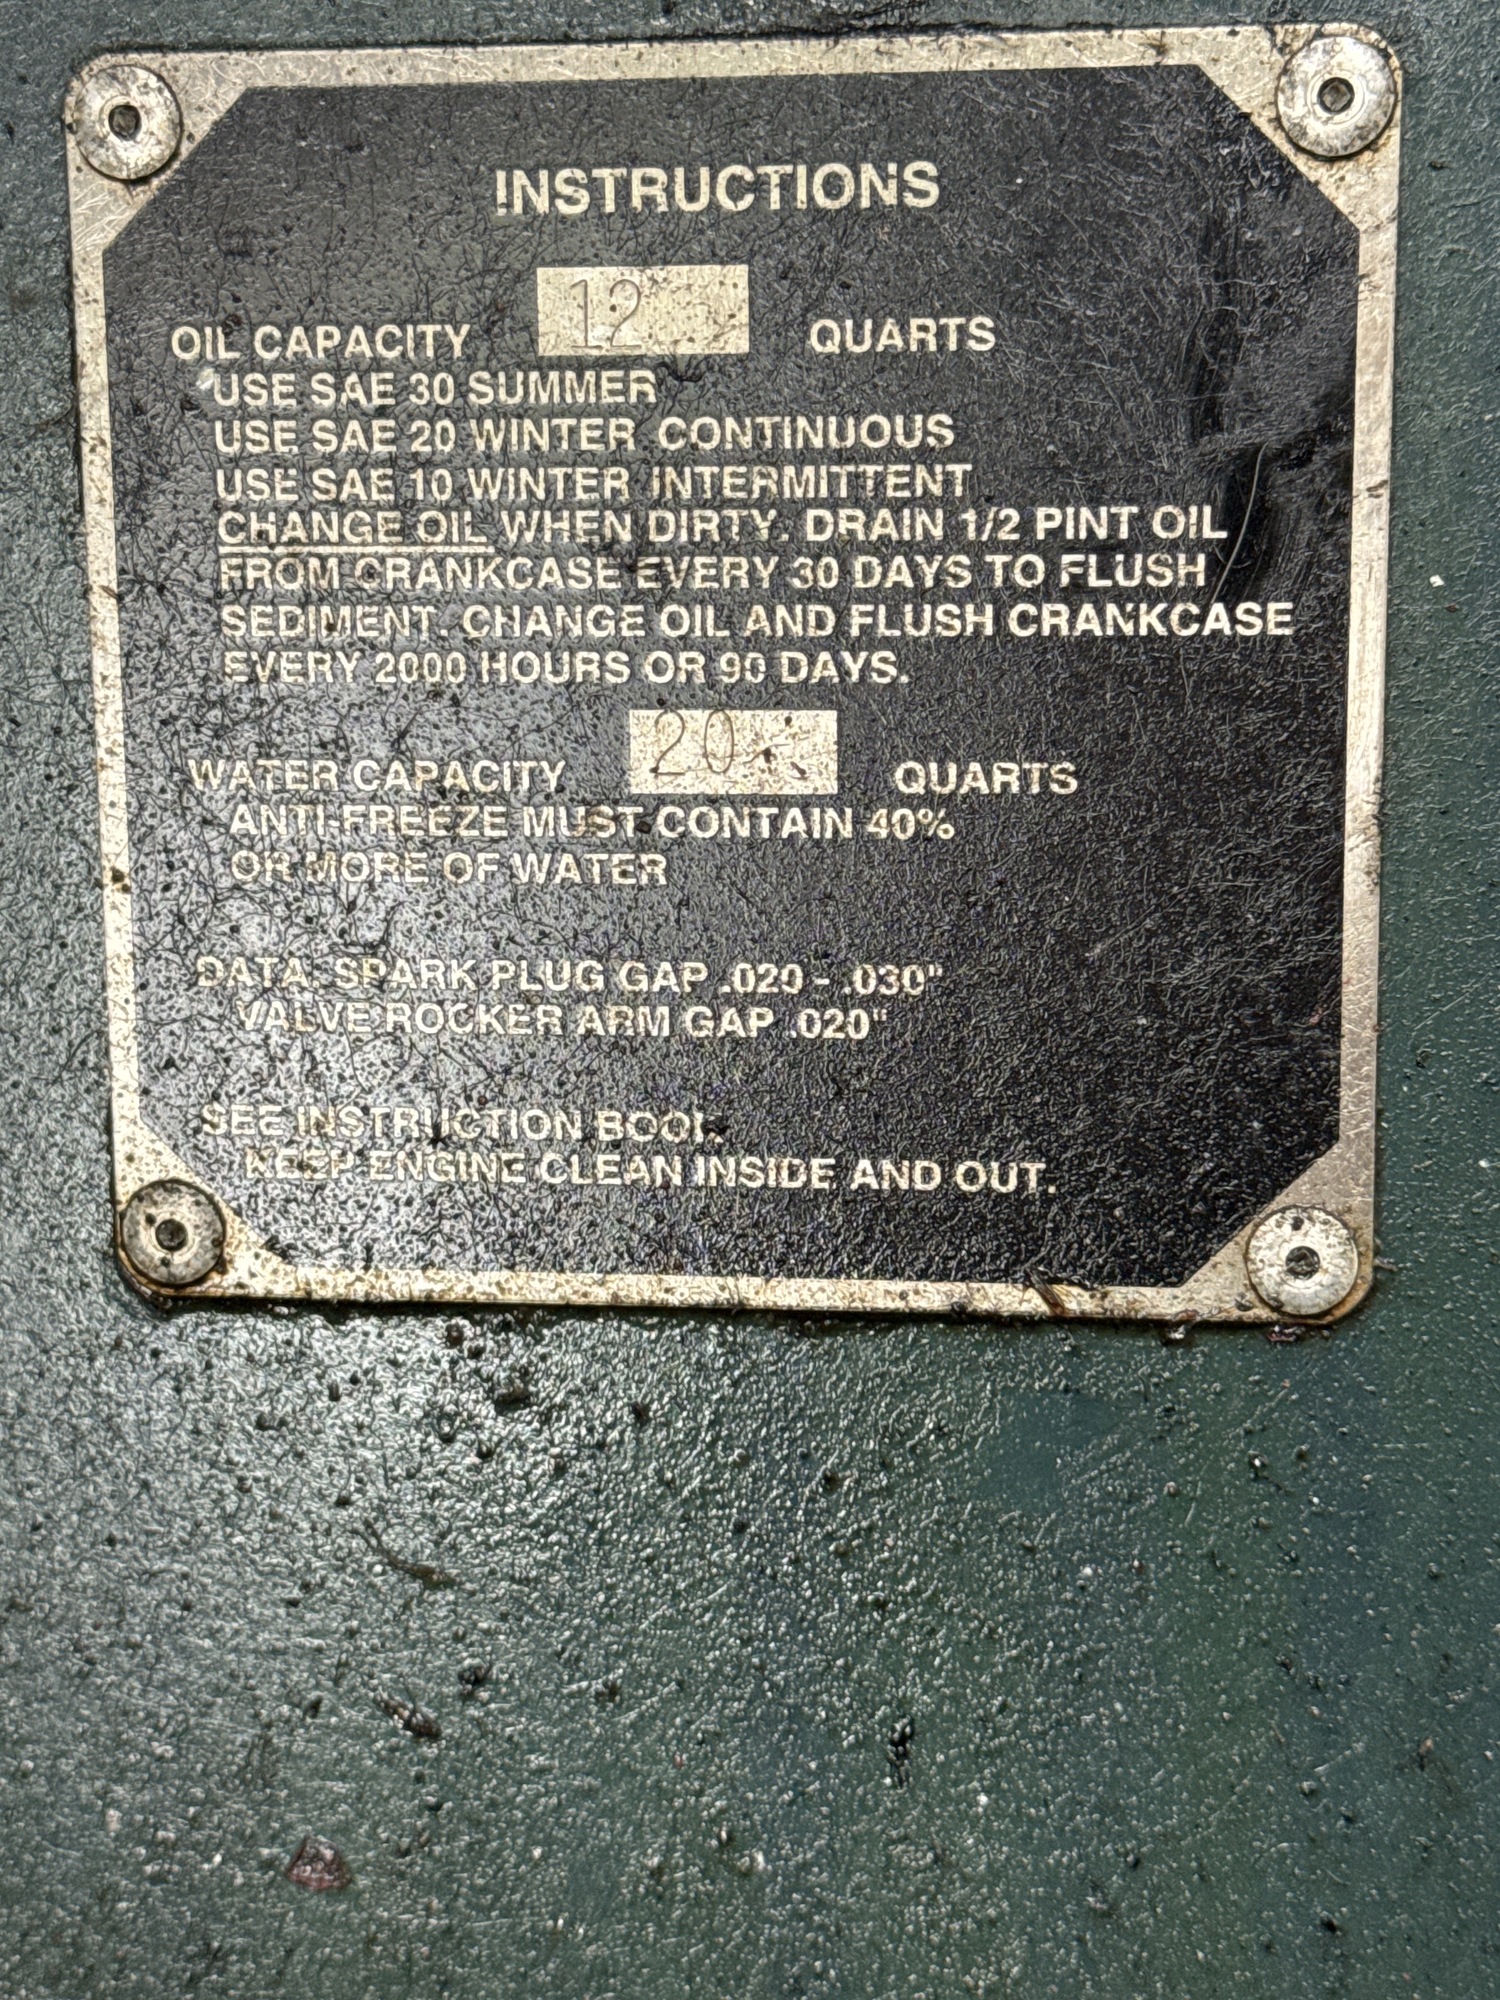 INSTRUCTIONS
OIL CAPACITY 12 QUARTS
USE SAE 30 SUMMER
USE SAE 20 WINTER CONTINUOUS
USE SAE 10 WINTER INTERMITTENT
CHANGE OIL WHEN DIRTY. DRAIN 1/2 PINT OIL
FROM CRANKCASE EVERY 30 DAYS TO FLUSH
SEDIMENT. CHANGE OIL AND FLUSH CRANKCASE
EVERY 2000 HOURS OR 90 DAYS.
WATER CAPACITY 20 QUARTS
ANTI-FREEZE MUST CONTAIN 40%
OR MORE OF WATER
DATA. SPARK PLUG GAP .020 - .030"
VALVE ROCKER ARM GAP .020"
SEE INSTRUCTION BOOK.
KEEP ENGINE CLEAN INSIDE AND OUT.